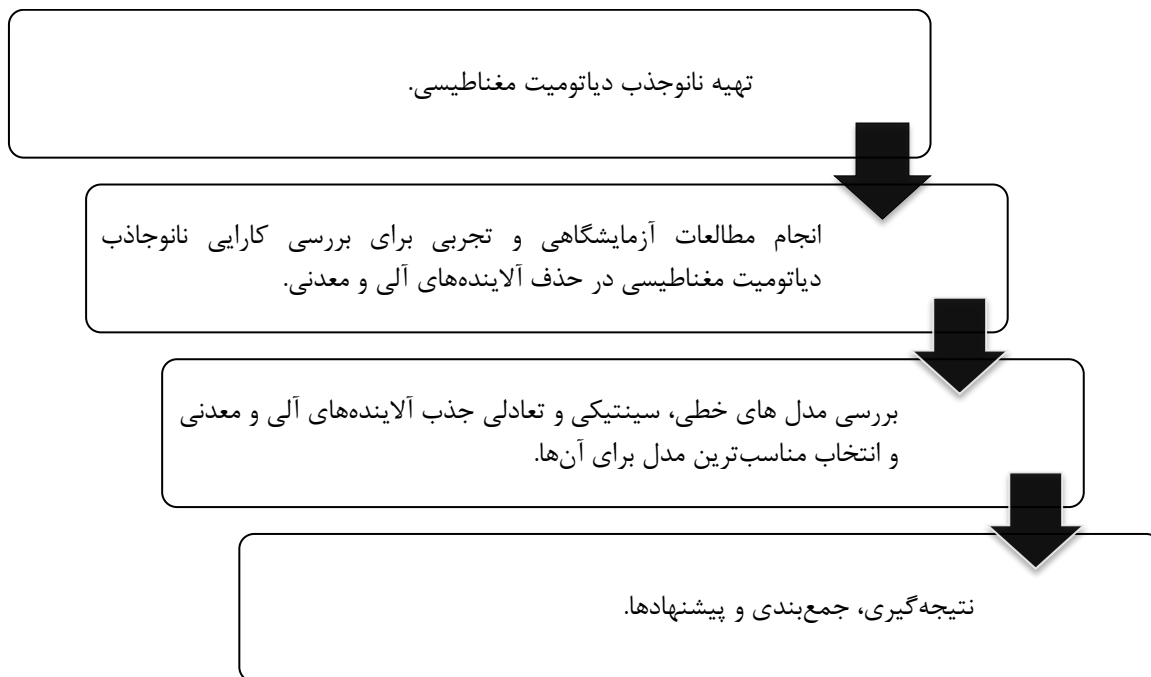 تهیه نانوجذب دیاتومیت مغناطیسی.
انجام مطالعات آزمایشگاهی و تجربی برای بررسی کارایی نانوجاذب
دیاتومیت مغناطیسی در حذف آلاینده‌های آلی و معدنی.
بررسی مدل های خطی، سینتیکی و تعادلی جذب آلاینده‌های آلی و معدنی
و انتخاب مناسب‌ترین مدل برای آن‌ها.
نتیجه‌گیری، جمع‌بندی و پیشنهادها.